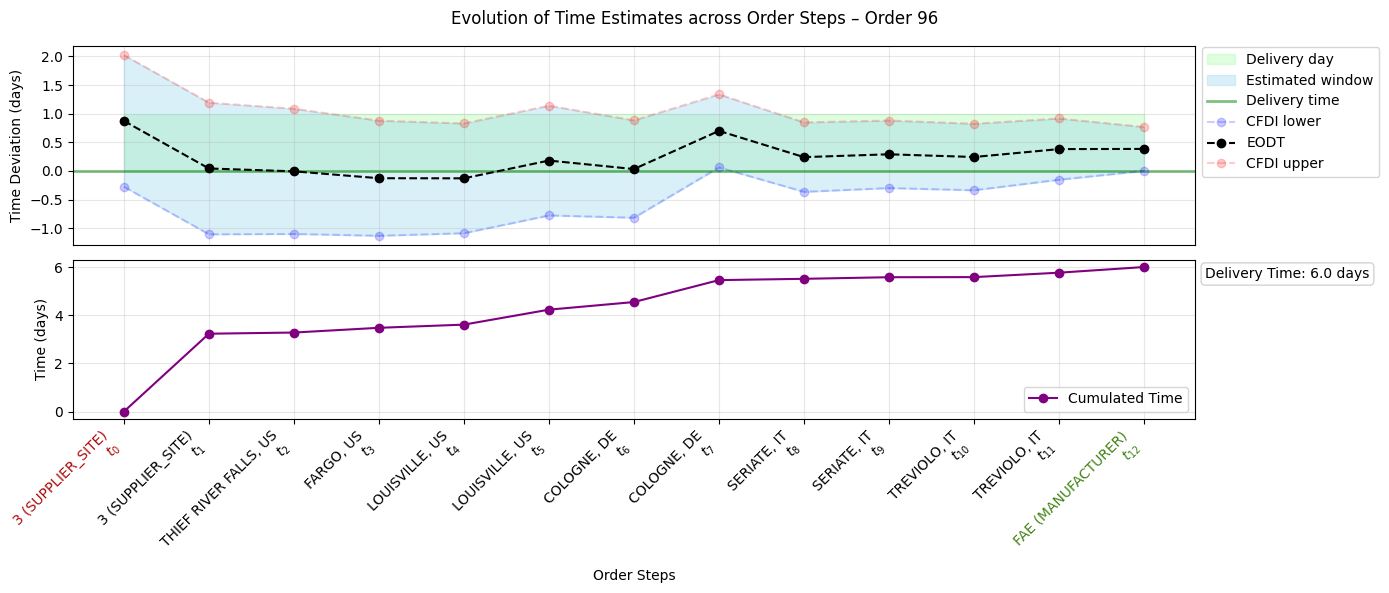 Evolution of Time Estimates across Order Steps – Order 96
Time Deviation (days)
2.0
1.5
1.0
0.5
0.0
−0.5
−1.0
Delivery day
Estimated window
Delivery time
CFDI lower
EODT
CFDI upper
Time (days)
6
4
2
0
Delivery Time: 6.0 days
Cumulated Time
3 (SUPPLIER_SITE)
t0
3 (SUPPLIER_SITE)
t1
THIEF RIVER FALLS, US
t2
FARGO, US
t3
LOUISVILLE, US
t4
LOUISVILLE, US
t5
COLOGNE, DE
t6
COLOGNE, DE
t7
SERIATE, IT
t8
SERIATE, IT
t9
TREVIOLO, IT
t10
TREVIOLO, IT
t11
FAE (MANUFACTURER)
t12
Order Steps